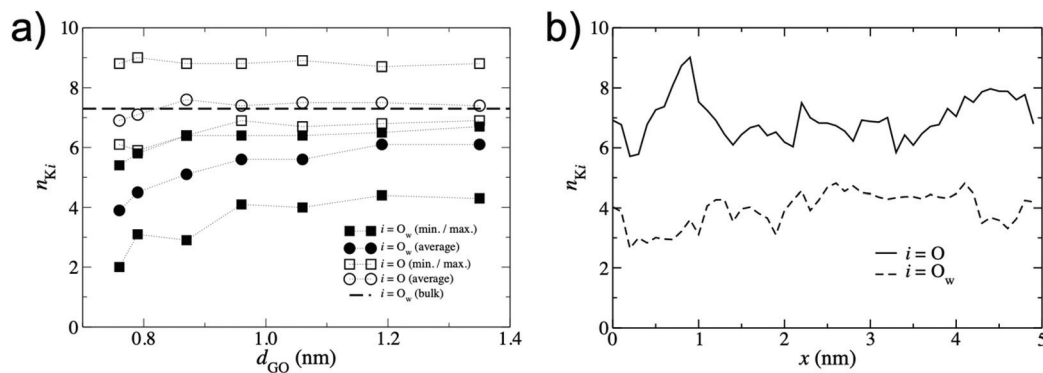 a)
10
8
6
4
2
0
n_Ki
0.8
1.0
1.2
1.4
d_GO (nm)
i = O_w (min. / max.)
i = O_w (average)
i = O (min. / max.)
i = O (average)
i = O_w (bulk)
b)
10
8
6
4
2
0
n_Ki
0
1
2
3
4
5
x (nm)
i = O
i = O_w